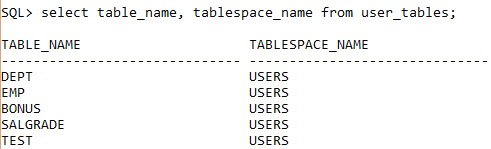 SQL> select table_name, tablespace_name from user_tables;
TABLE_NAME                     TABLESPACE_NAME
------------------------------ ------------------------------
DEPT                           USERS
EMP                            USERS
BONUS                          USERS
SALGRADE                       USERS
TEST                           USERS